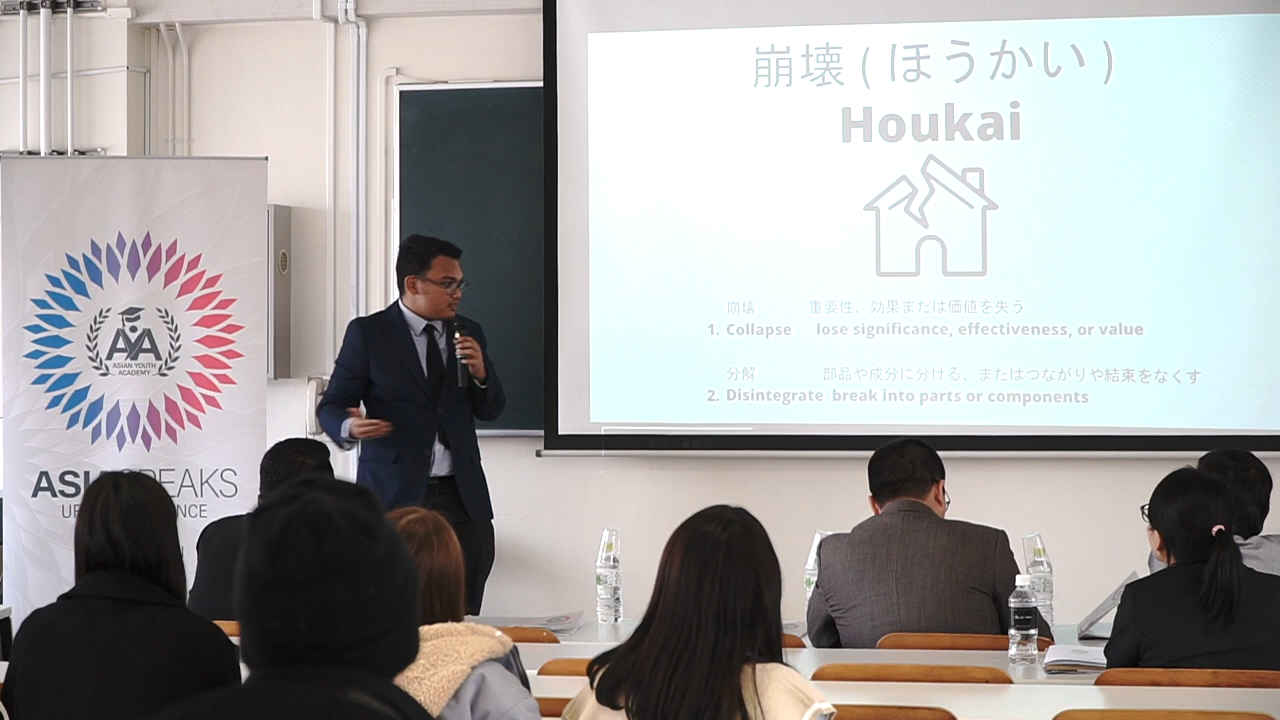 崩壊 ( ほうかい )
Houkai
崩壊 重要性、効果または価値を失う
1. Collapse lose significance, effectiveness, or value
分解 部品や成分に分ける、またはつながりや結束をなくす
2. Disintegrate break into parts or components
AYA
ASIAN YOUTH
ACADEMY